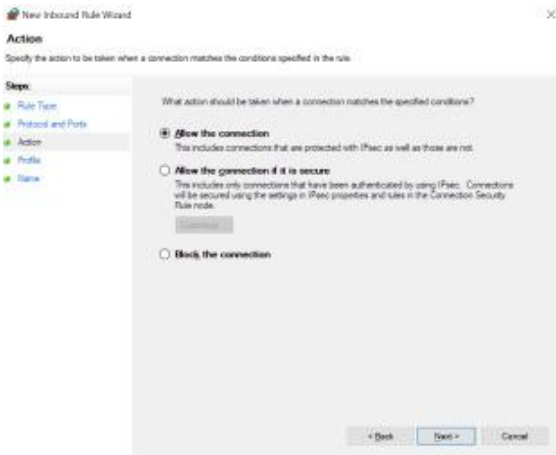 New Inbound Rule Wizard
Action
Specify the action to be taken when a connection matches the conditions specified in the rule.
Steps:
Rule Type
Protocol and Ports
Action
Profile
Name
What action should be taken when a connection matches the specified conditions?
Allow the connection
This includes connections that are protected with IPsec as well as those are not.
Allow the connection if it is secure
This includes only connections that have been authenticated by using IPsec. Connections
will be secured using the settings in IPsec properties and rules in the Connection Security
Rule node.
Customize...
Block the connection
< Back
Next >
Cancel